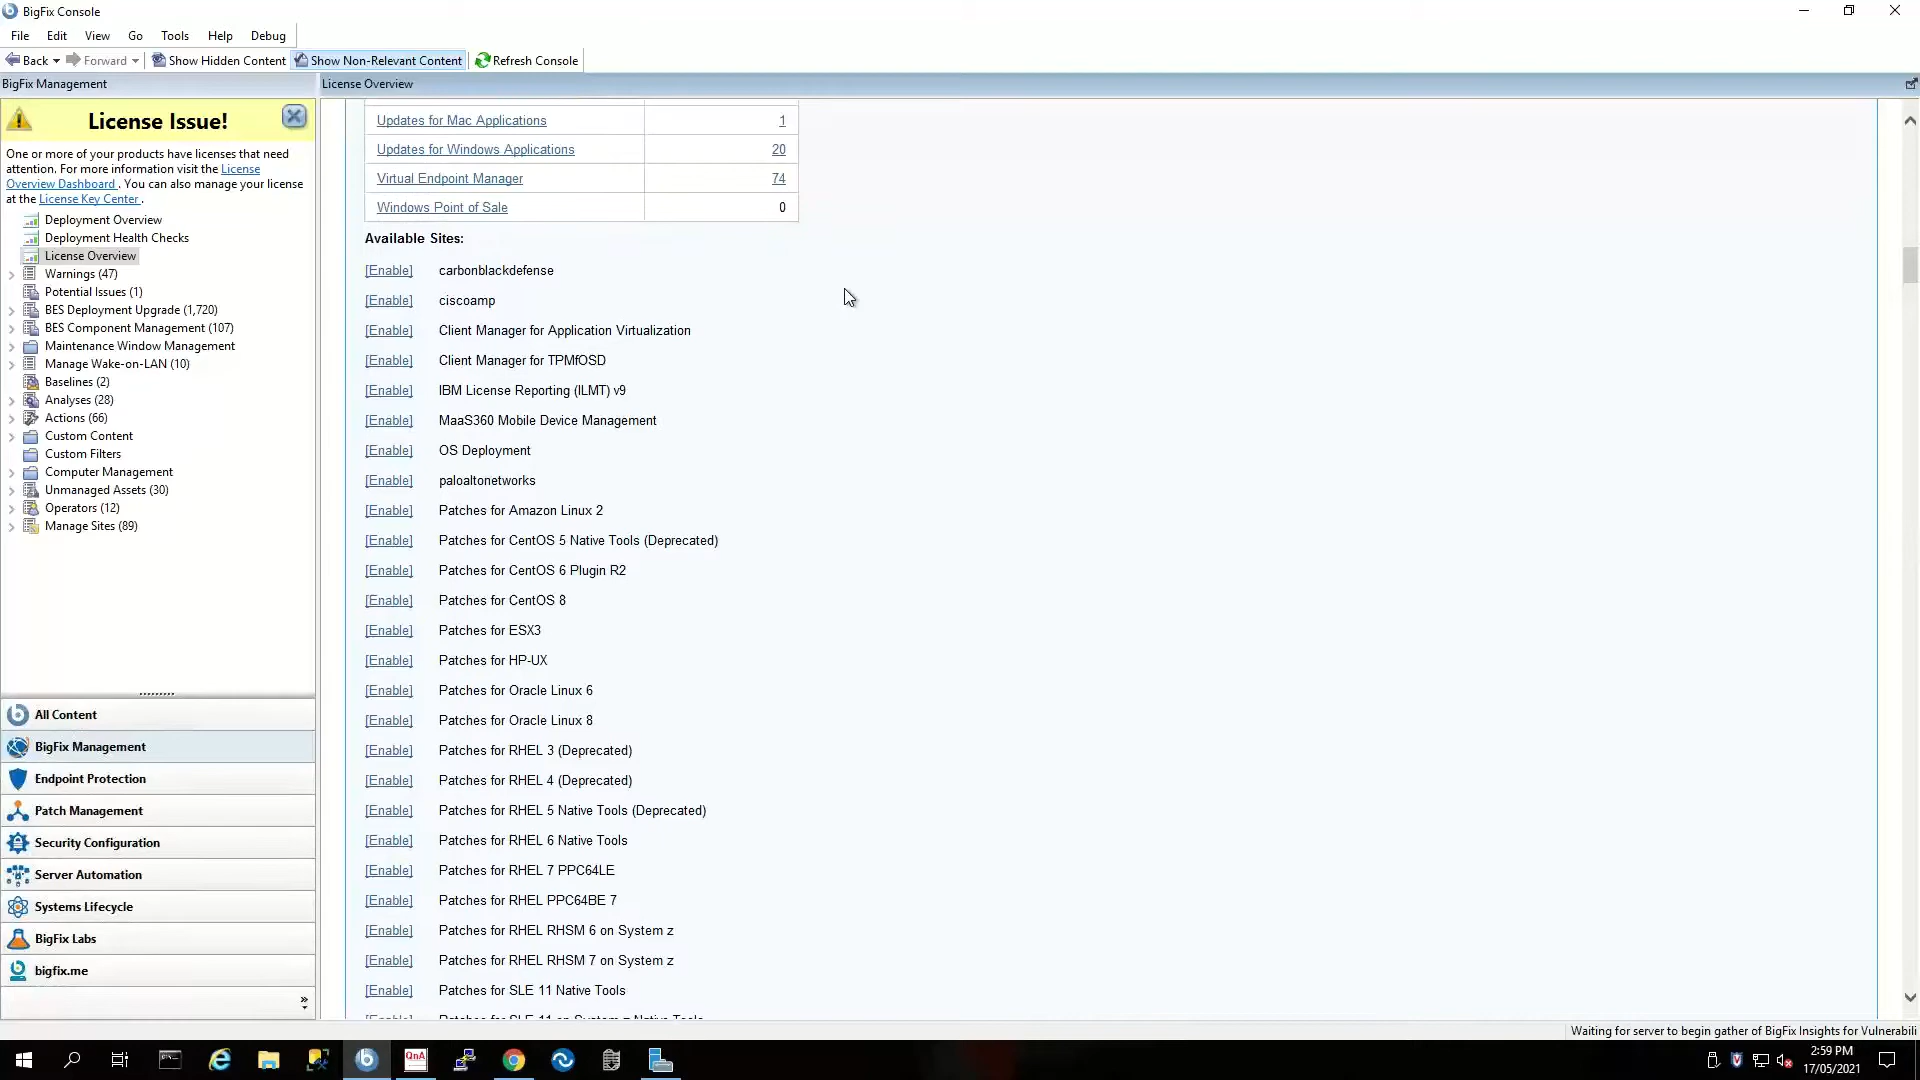 BigFix Console
File Edit View Go Tools Help Debug
Back Forward Show Hidden Content Show Non-Relevant Content Refresh Console
BigFix Management
License Issue!
One or more of your products have licenses that need
attention. For more information visit the License
Overview Dashboard . You can also manage your license
at the License Key Center .
Deployment Overview
Deployment Health Checks
License Overview
Warnings (47)
Potential Issues (1)
BES Deployment Upgrade (1,720)
BES Component Management (107)
Maintenance Window Management
Manage Wake-on-LAN (10)
Baselines (2)
Analyses (28)
Actions (66)
Custom Content
Custom Filters
Computer Management
Unmanaged Assets (30)
Operators (12)
Manage Sites (89)
All Content
BigFix Management
Endpoint Protection
Patch Management
Security Configuration
Server Automation
Systems Lifecycle
BigFix Labs
bigfix.me
License Overview
Updates for Mac Applications 1
Updates for Windows Applications 20
Virtual Endpoint Manager 74
Windows Point of Sale 0
Available Sites:
[Enable] carbonblackdefense
[Enable] ciscoamp
[Enable] Client Manager for Application Virtualization
[Enable] Client Manager for TPMfOSD
[Enable] IBM License Reporting (ILMT) v9
[Enable] MaaS360 Mobile Device Management
[Enable] OS Deployment
[Enable] paloaltonetworks
[Enable] Patches for Amazon Linux 2
[Enable] Patches for CentOS 5 Native Tools (Deprecated)
[Enable] Patches for CentOS 6 Plugin R2
[Enable] Patches for CentOS 8
[Enable] Patches for ESX3
[Enable] Patches for HP-UX
[Enable] Patches for Oracle Linux 6
[Enable] Patches for Oracle Linux 8
[Enable] Patches for RHEL 3 (Deprecated)
[Enable] Patches for RHEL 4 (Deprecated)
[Enable] Patches for RHEL 5 Native Tools (Deprecated)
[Enable] Patches for RHEL 6 Native Tools
[Enable] Patches for RHEL 7 PPC64LE
[Enable] Patches for RHEL PPC64BE 7
[Enable] Patches for RHEL RHSM 6 on System z
[Enable] Patches for RHEL RHSM 7 on System z
[Enable] Patches for SLE 11 Native Tools
[Enable] Patches for SLE 11 on System z Native Tools
Waiting for server to begin gather of BigFix Insights for Vulnerabili
QnA
2:59 PM
17/05/2021